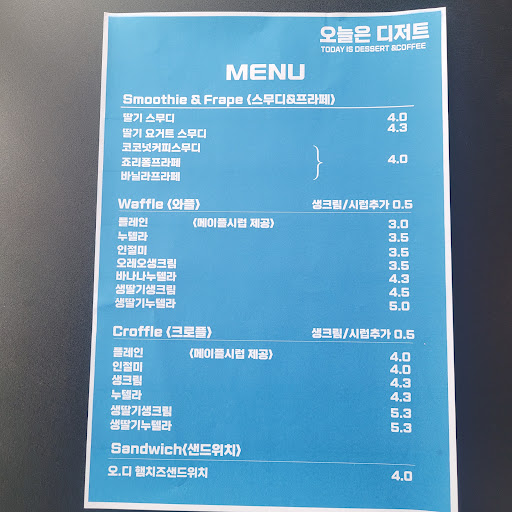 오늘은 디저트
TODAY IS DESSERT &COFFEE
MENU
Smoothie & Frape <스무디&프라페>
딸기 스무디 4.0
딸기 요거트 스무디 4.3
코코넛커피스무디
죠리퐁프라페 4.0
바닐라프라페
Waffle <와플> 생크림/시럽추가 0.5
플레인 <메이플시럽 제공> 3.0
누텔라 3.5
인절미 3.5
오레오생크림 3.5
바나나누텔라 4.3
생딸기생크림 4.5
생딸기누텔라 5.0
Croffle <크로플> 생크림/시럽추가 0.5
플레인 <메이플시럽 제공> 4.0
인절미 4.0
생크림 4.3
누텔라 4.3
생딸기생크림 5.3
생딸기누텔라 5.3
Sandwich<샌드위치>
오.디 햄치즈샌드위치 4.0